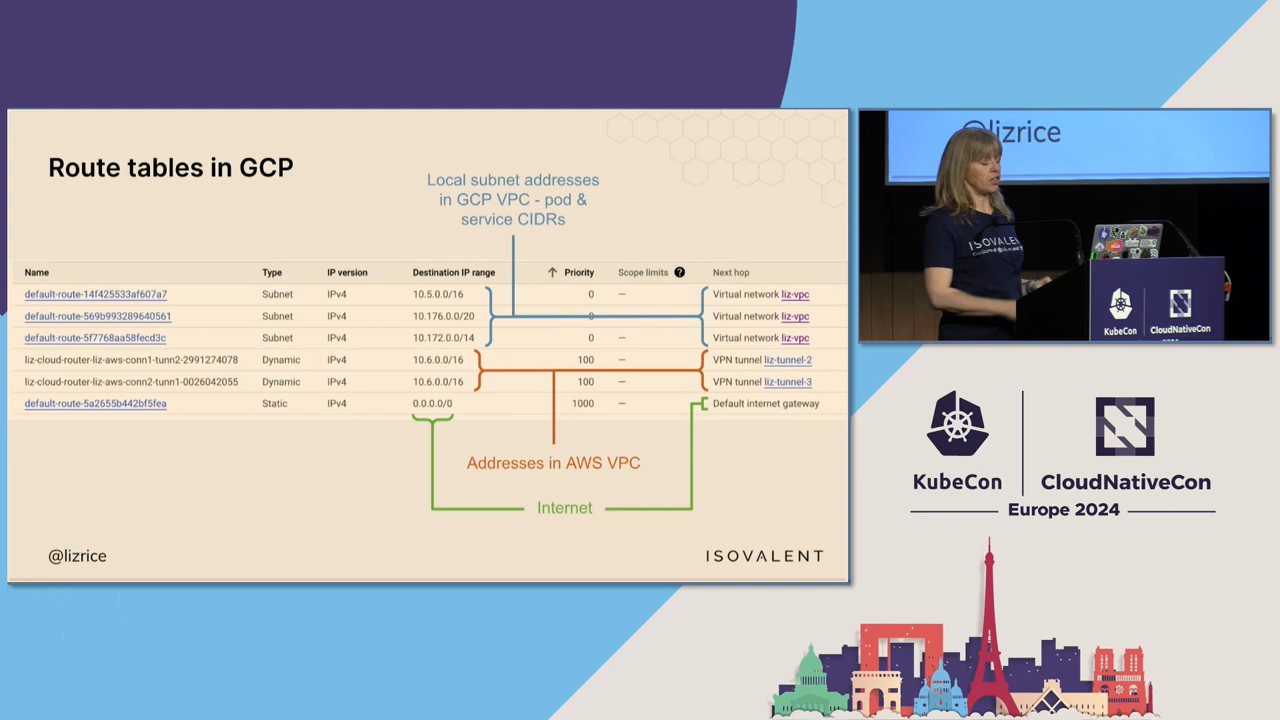 Route tables in GCP
Local subnet addresses
in GCP VPC - pod &
service CIDRs
Name Type IP version Destination IP range ↑ Priority Scope limits ? Next hop
default-route-14f425533af607a7 Subnet IPv4 10.5.0.0/16 0 — Virtual network liz-vpc
default-route-569b993289640561 Subnet IPv4 10.176.0.0/20 0 — Virtual network liz-vpc
default-route-5f7768aa58fecd3c Subnet IPv4 10.172.0.0/14 0 — Virtual network liz-vpc
liz-cloud-router-liz-aws-conn1-tunn2-2991274078 Dynamic IPv4 10.6.0.0/16 100 — VPN tunnel liz-tunnel-2
liz-cloud-router-liz-aws-conn2-tunn1-0026042055 Dynamic IPv4 10.6.0.0/16 100 — VPN tunnel liz-tunnel-3
default-route-5a2655b442bf5fea Static IPv4 0.0.0.0/0 1000 — Default internet gateway
Addresses in AWS VPC
Internet
@lizrice
ISOVALENT
@lizrice
ISOVALENT
KubeCon
CloudNativeCon
KubeCon
CloudNativeCon
Europe 2024